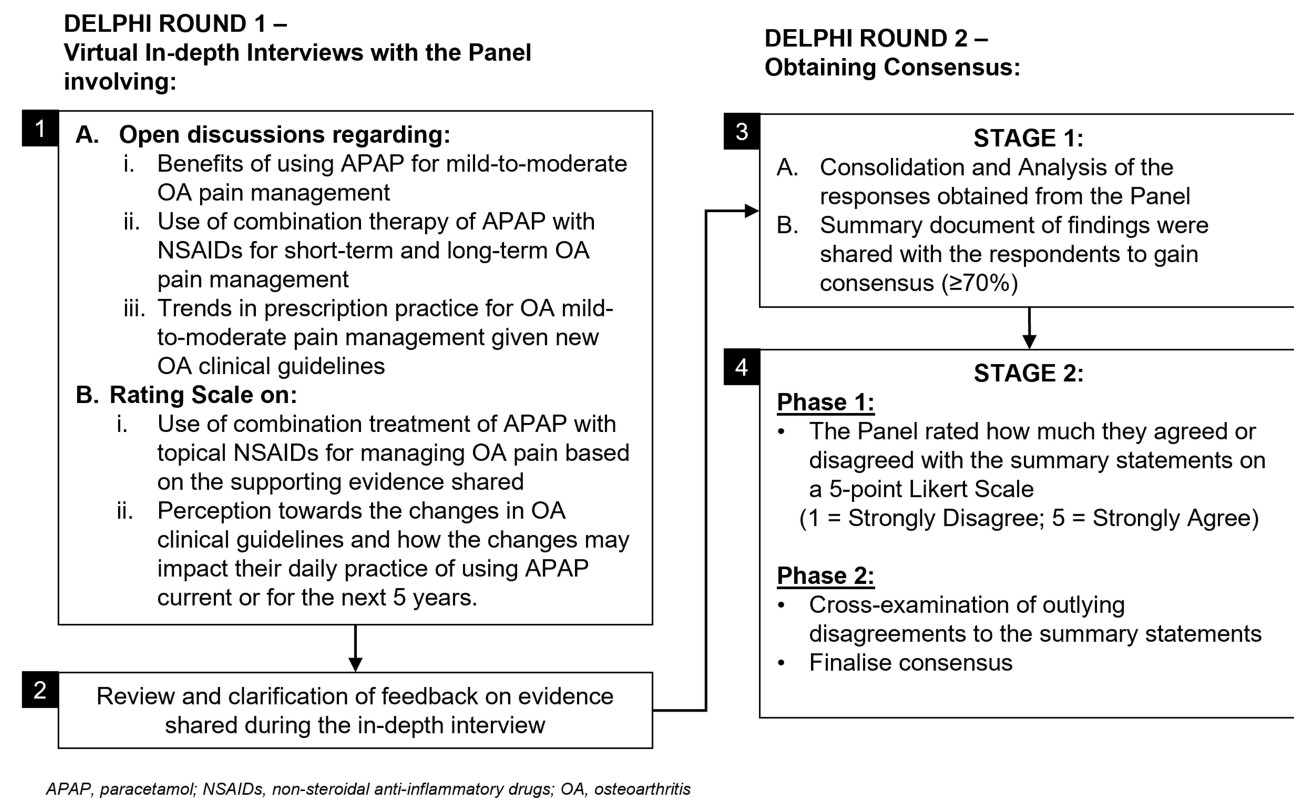 DELPHI ROUND 1 –
Virtual In-depth Interviews with the Panel
involving:
1
A. Open discussions regarding:
i. Benefits of using APAP for mild-to-moderate
OA pain management
ii. Use of combination therapy of APAP with
NSAIDs for short-term and long-term OA
pain management
iii. Trends in prescription practice for OA mild-
to-moderate pain management given new
OA clinical guidelines
B. Rating Scale on:
i. Use of combination treatment of APAP with
topical NSAIDs for managing OA pain based
on the supporting evidence shared
ii. Perception towards the changes in OA
clinical guidelines and how the changes may
impact their daily practice of using APAP
current or for the next 5 years.
2
Review and clarification of feedback on evidence
shared during the in-depth interview
DELPHI ROUND 2 –
Obtaining Consensus:
3
STAGE 1:
A. Consolidation and Analysis of the
responses obtained from the Panel
B. Summary document of findings were
shared with the respondents to gain
consensus (≥70%)
4
STAGE 2:
Phase 1:
• The Panel rated how much they agreed or
disagreed with the summary statements on
a 5-point Likert Scale
(1 = Strongly Disagree; 5 = Strongly Agree)
Phase 2:
• Cross-examination of outlying
disagreements to the summary statements
• Finalise consensus
APAP, paracetamol; NSAIDs, non-steroidal anti-inflammatory drugs; OA, osteoarthritis